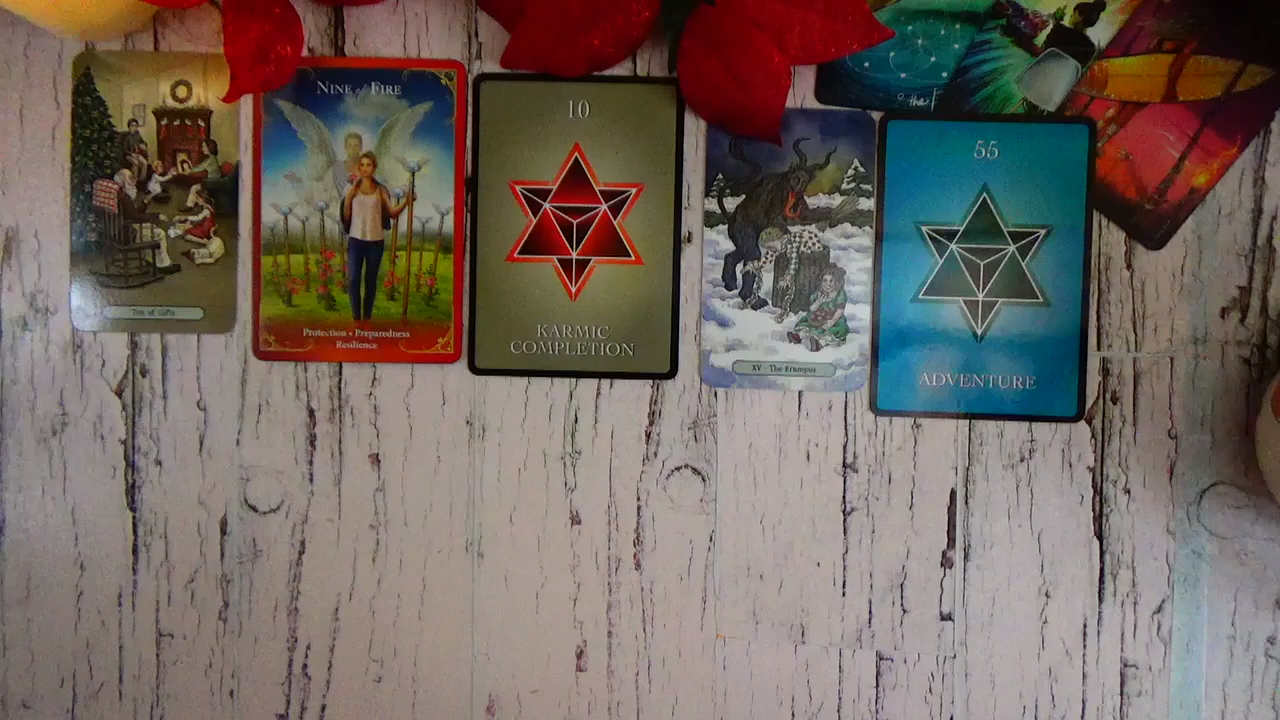 Ten of Gifts
NINE of FIRE
Protection • Preparedness
Resilience
10
KARMIC
COMPLETION
XV - The Krampus
55
ADVENTURE